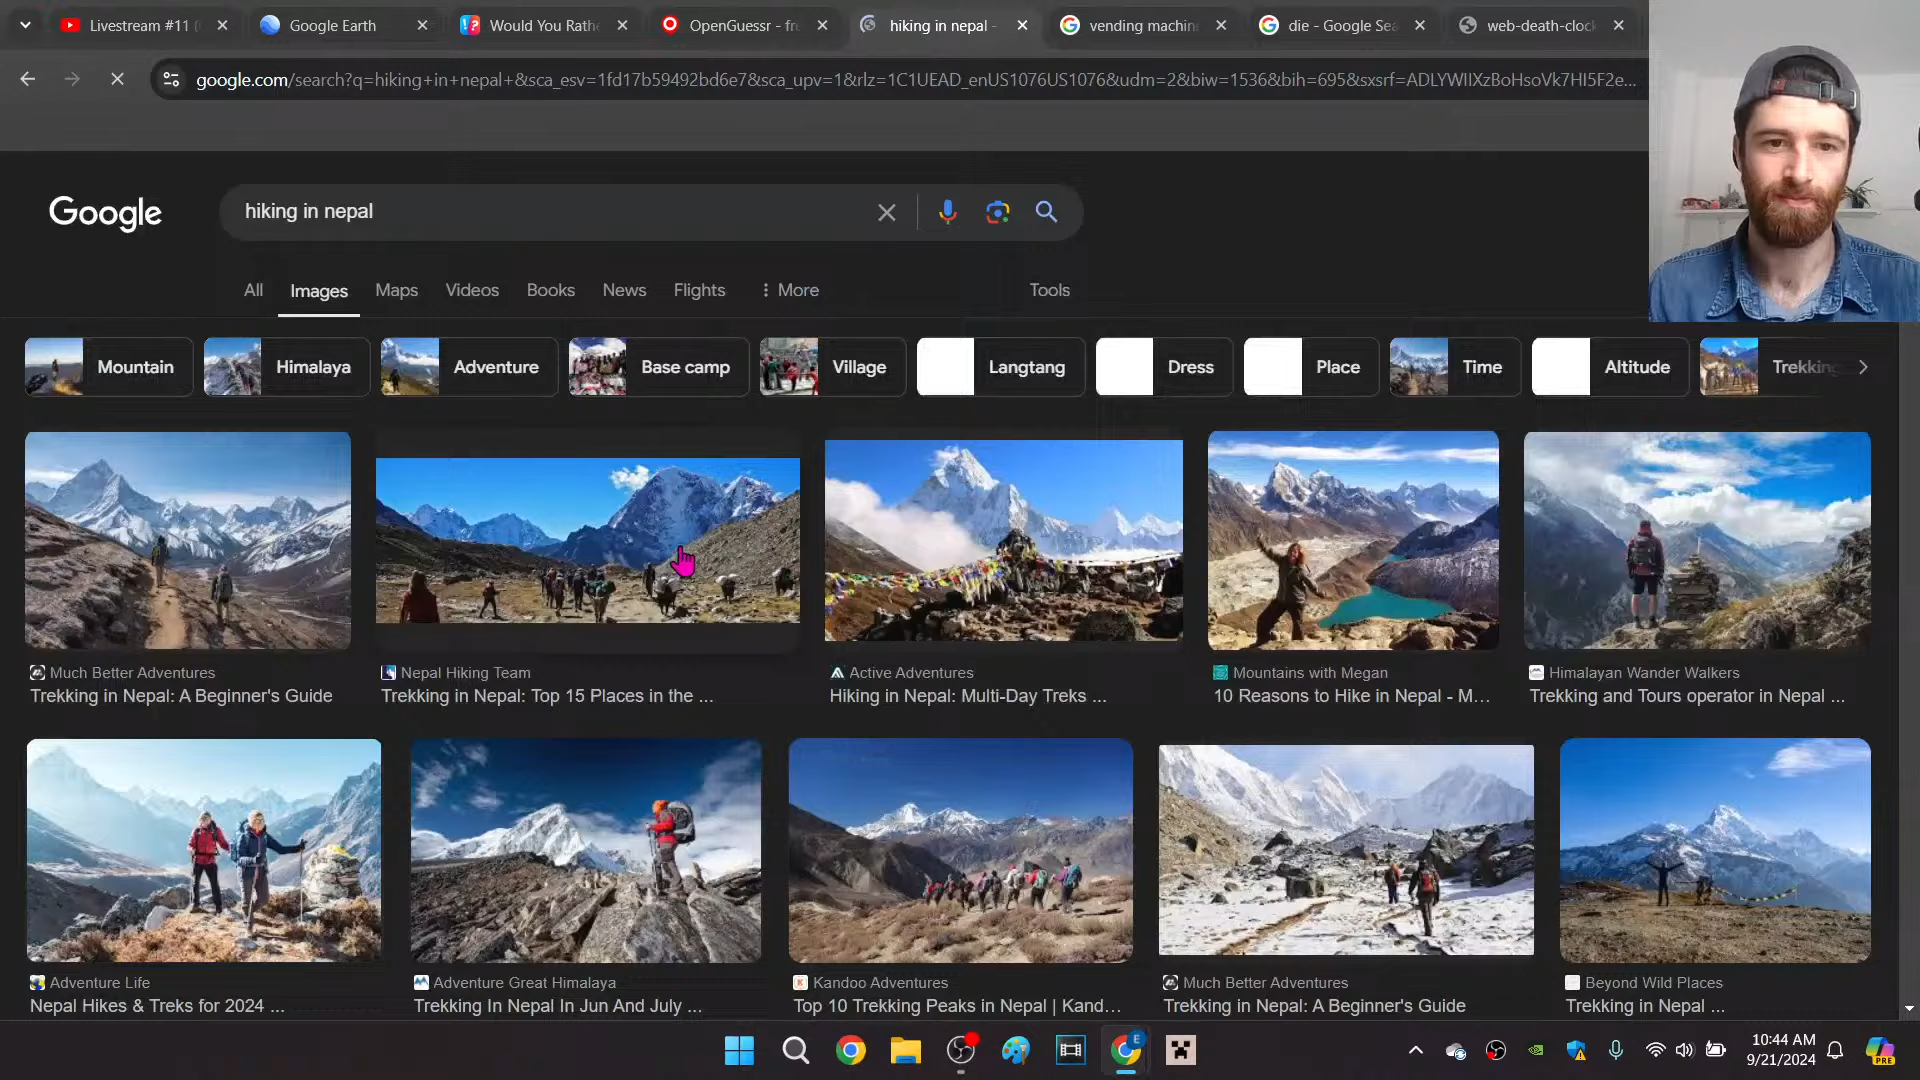 Livestream #11 (
Google Earth
Would You Rathe
OpenGuessr - fre
hiking in nepal -
vending machine
die - Google Sea
web-death-clock
google.com/search?q=hiking+in+nepal+&sca_esv=1fd17b59492bd6e7&sca_upv=1&rlz=1C1UEAD_enUS1076US1076&udm=2&biw=1536&bih=695&sxsrf=ADLYWIIXzBoHsoVk7HI5F2e...
Google
hiking in nepal
All
Images
Maps
Videos
Books
News
Flights
More
Tools
Mountain
Himalaya
Adventure
Base camp
Village
Langtang
Dress
Place
Time
Altitude
Trekking
Much Better Adventures
Trekking in Nepal: A Beginner's Guide
Nepal Hiking Team
Trekking in Nepal: Top 15 Places in the ...
Active Adventures
Hiking in Nepal: Multi-Day Treks ...
Mountains with Megan
10 Reasons to Hike in Nepal - M...
Himalayan Wander Walkers
Trekking and Tours operator in Nepal ...
Adventure Life
Nepal Hikes & Treks for 2024 ...
Adventure Great Himalaya
Trekking In Nepal In Jun And July ...
Kandoo Adventures
Top 10 Trekking Peaks in Nepal | Kand...
Much Better Adventures
Trekking in Nepal: A Beginner's Guide
Beyond Wild Places
Trekking in Nepal ...
E
10:44 AM
9/21/2024
PRE